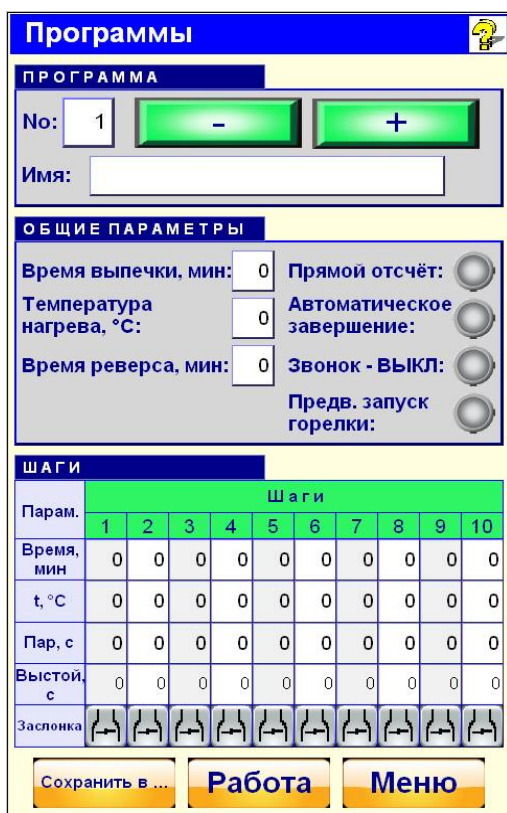 Программы
ПРОГРАММА
No: 1 - +
Имя:
ОБЩИЕ ПАРАМЕТРЫ
Время выпечки, мин: 0 Прямой отсчёт:
Температура нагрева, °C: 0 Автоматическое завершение:
Время реверса, мин: 0 Звонок - ВЫКЛ:
Предв. запуск горелки:
ШАГИ
Парам. Шаги
1 2 3 4 5 6 7 8 9 10
Время, мин 0 0 0 0 0 0 0 0 0 0
t, °C 0 0 0 0 0 0 0 0 0 0
Пар, с 0 0 0 0 0 0 0 0 0 0
Выстой, с 0 0 0 0 0 0 0 0 0 0
Заслонка
Сохранить в ... Работа Меню